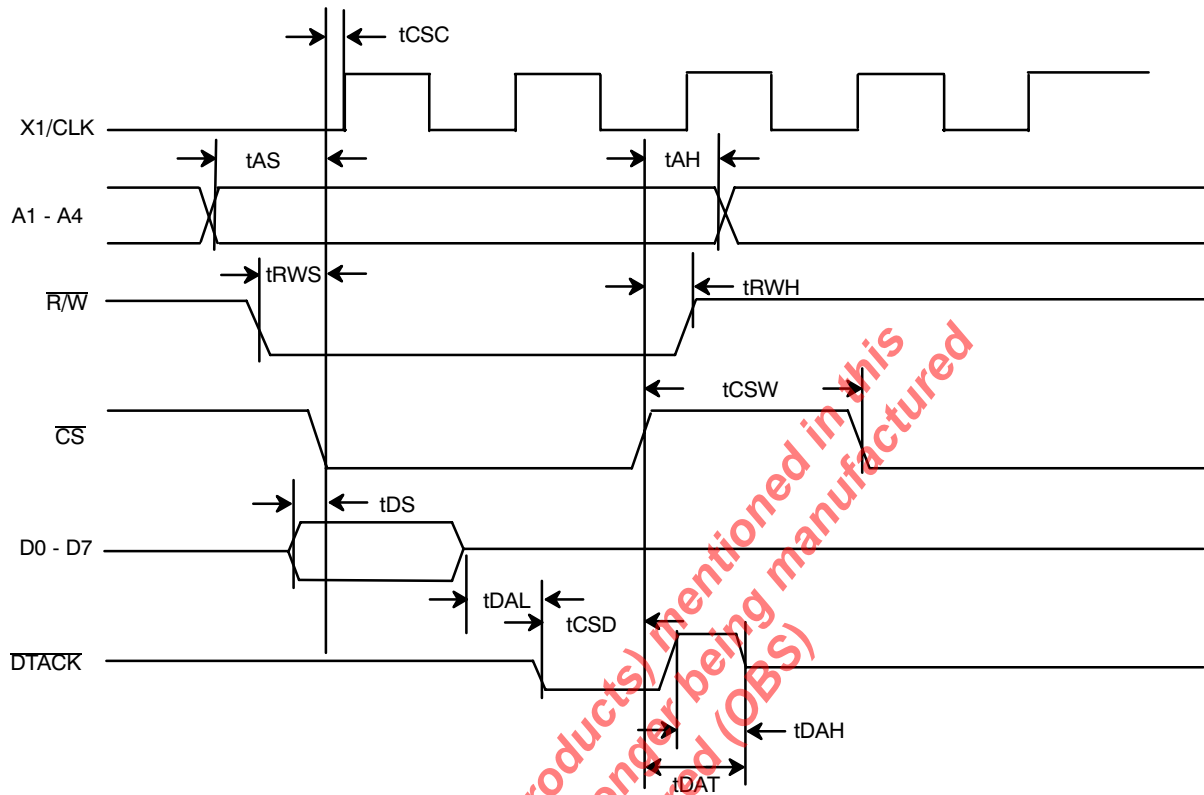 tCSC
X1/CLK
tAS
tAH
A1 - A4
tRWS
tRWH
R/W
tCSW
CS
tDS
D0 - D7
tDAL
tCSD
DTACK
tDAH
tDAT
products) mentioned in this
longer being manufactured
(OBS)